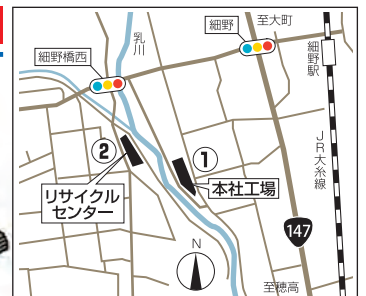 乳川
細野
至大町
細野橋西
細野駅
JR大糸線
②
①
リサイクル
センター
本社工場
147
N
至穂高